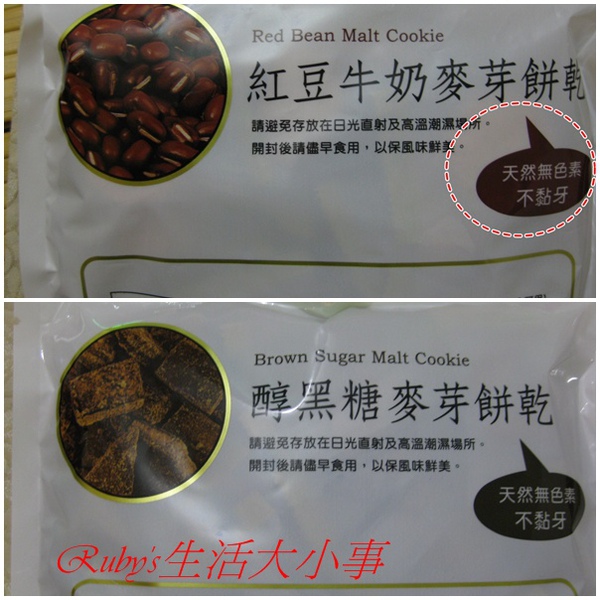 Red Bean Malt Cookie
紅豆牛奶麥芽餅乾
請避免存放在日光直射及高溫潮濕場所。
開封後請儘早食用，以保風味鮮美。
天然無色素
不黏牙
Brown Sugar Malt Cookie
醇黑糖麥芽餅乾
請避免存放在日光直射及高溫潮濕場所。
開封後請儘早食用，以保風味鮮美。
天然無色素
不黏牙
Ruby's生活大小事